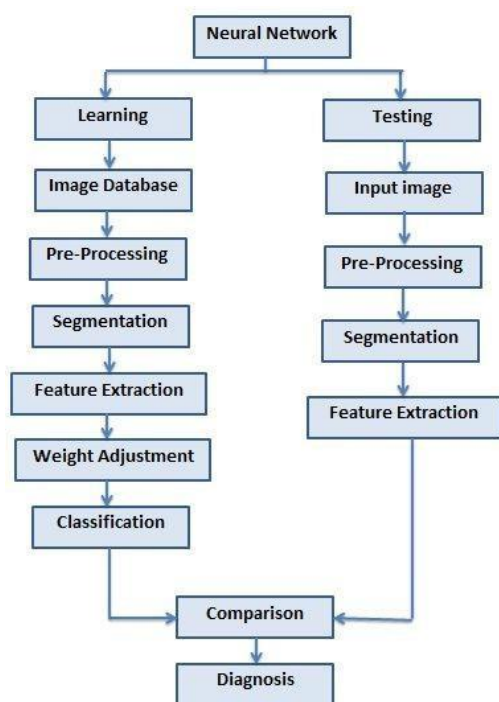 Neural Network
Learning
Testing
Image Database
Input image
Pre-Processing
Pre-Processing
Segmentation
Segmentation
Feature Extraction
Feature Extraction
Weight Adjustment
Classification
Comparison
Diagnosis